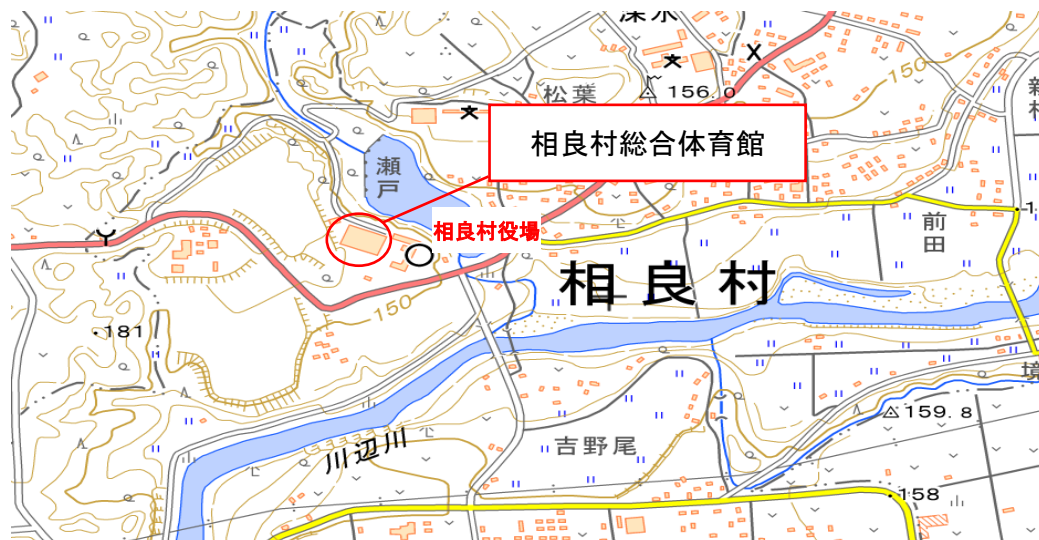 深水
150
新村
156.0
松葉
相良村総合体育館
瀬戸
相良村役場
前田
相良村
150
181
境
159.8
川辺川
吉野尾
158